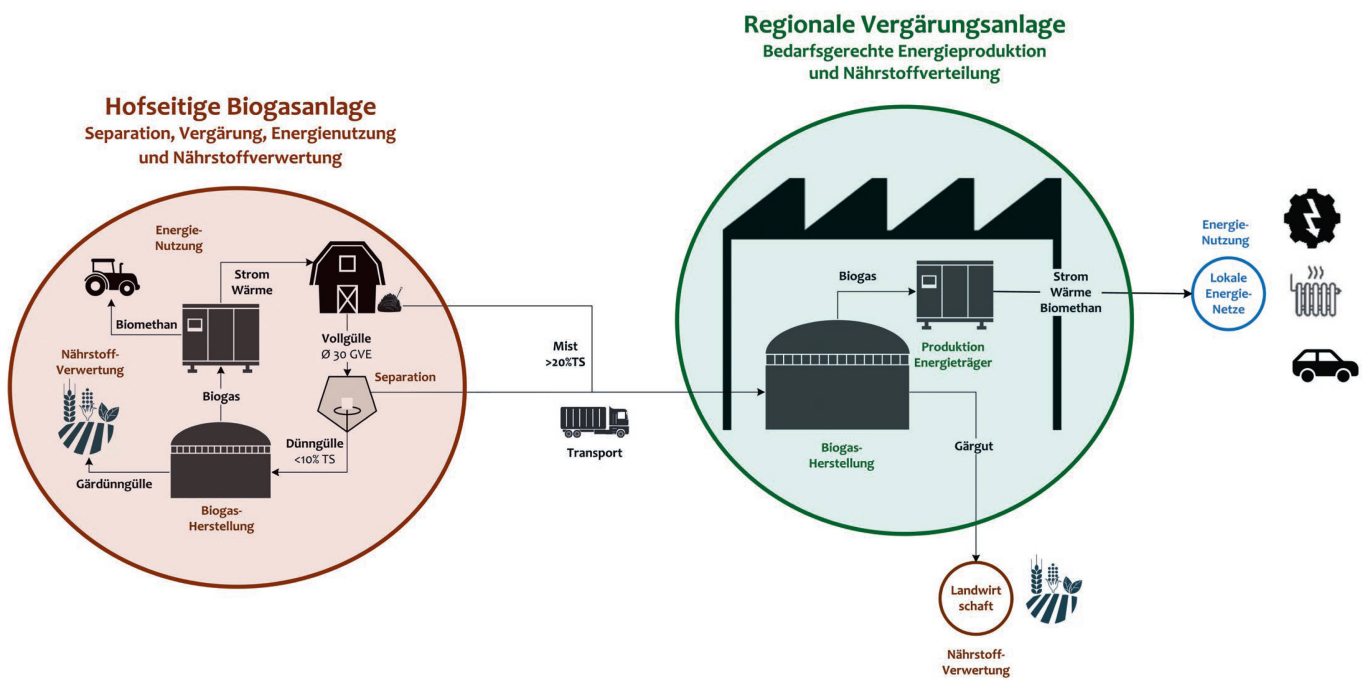 Regionale Vergärungsanlage
Bedarfsgerechte Energieproduktion
und Nährstoffverteilung
Hofseitige Biogasanlage
Separation, Vergärung, Energienutzung
und Nährstoffverwertung
Energie-
Nutzung
Strom
Wärme
Biomethan
Vollgülle
Ø 30 GVE
Nährstoff-
Verwertung
Separation
Biogas
Dünngülle
<10% TS
Gärdünngülle
Biogas-
Herstellung
Mist
>20%TS
Transport
Biogas
Strom
Wärme
Biomethan
Produktion
Energieträger
Biogas-
Herstellung
Gärgut
Energie-
Nutzung
Lokale
Energie-
Netze
Landwirt
schaft
Nährstoff-
Verwertung